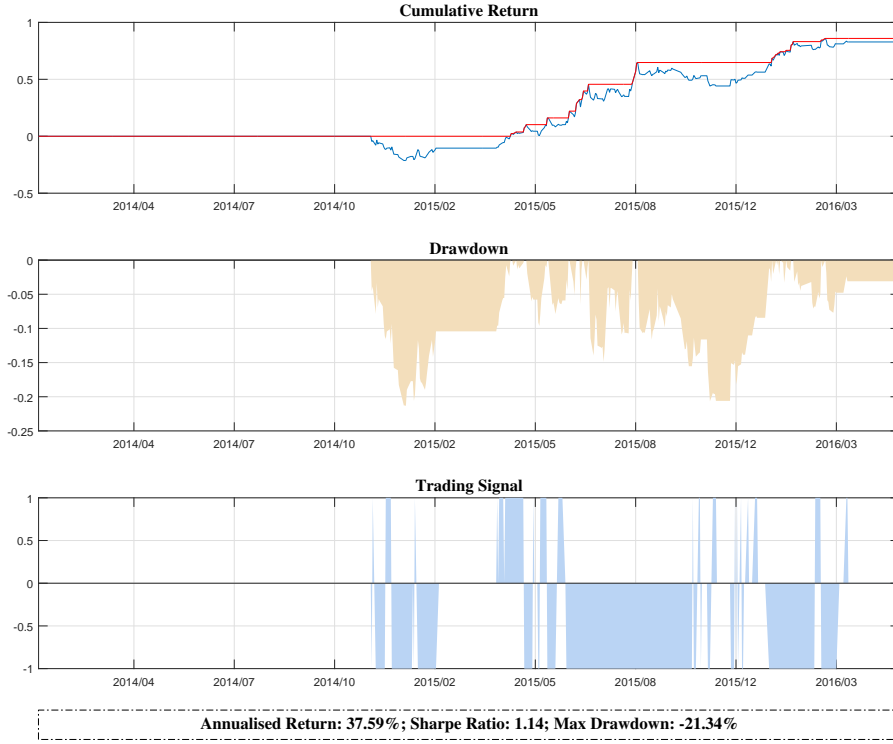 Cumulative Return
1
0.5
0
-0.5
2014/04 2014/07 2014/10 2015/02 2015/05 2015/08 2015/12 2016/03
Drawdown
0
-0.05
-0.1
-0.15
-0.2
-0.25
2014/04 2014/07 2014/10 2015/02 2015/05 2015/08 2015/12 2016/03
Trading Signal
1
0.5
0
-0.5
-1
2014/04 2014/07 2014/10 2015/02 2015/05 2015/08 2015/12 2016/03
Annualised Return: 37.59%; Sharpe Ratio: 1.14; Max Drawdown: -21.34%